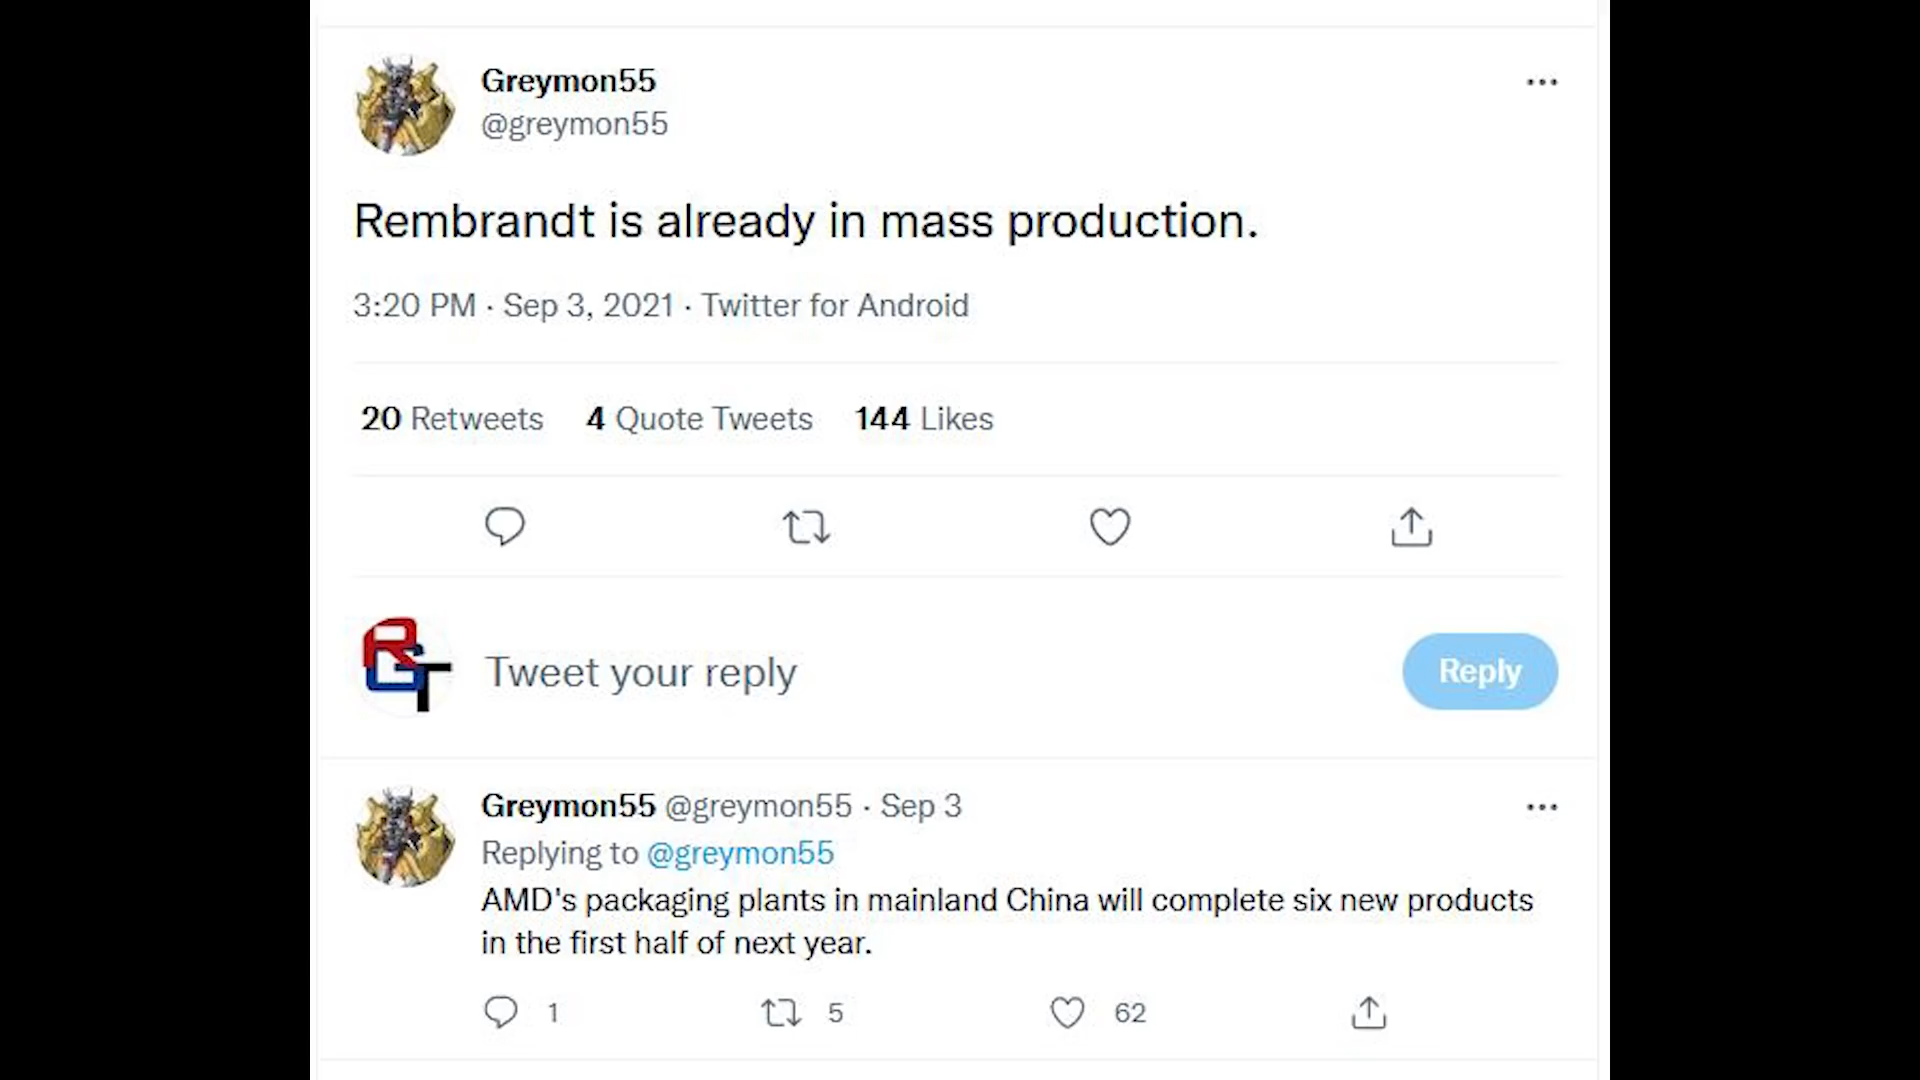 Greymon55
@greymon55
Rembrandt is already in mass production.
3:20 PM · Sep 3, 2021 · Twitter for Android
20 Retweets 4 Quote Tweets 144 Likes
RGT
Tweet your reply
Reply
Greymon55 @greymon55 · Sep 3
Replying to @greymon55
AMD's packaging plants in mainland China will complete six new products
in the first half of next year.
1 5 62